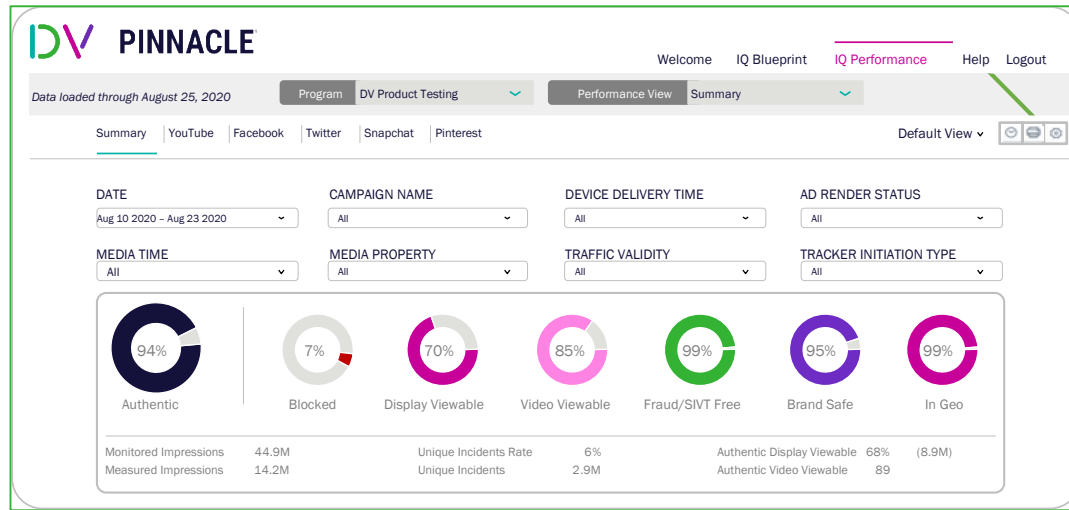 DV PINNACLE
Welcome IQ Blueprint IQ Performance Help Logout
Data loaded through August 25, 2020 Program DV Product Testing Performance View Summary
Summary YouTube Facebook Twitter Snapchat Pinterest Default View
DATE CAMPAIGN NAME DEVICE DELIVERY TIME AD RENDER STATUS
Aug 10 2020 – Aug 23 2020 All All All
MEDIA TIME MEDIA PROPERTY TRAFFIC VALIDITY TRACKER INITIATION TYPE
All All All All
94% 7% 70% 85% 99% 95% 99%
Authentic Blocked Display Viewable Video Viewable Fraud/SIVT Free Brand Safe In Geo
Monitored Impressions 44.9M Unique Incidents Rate 6% Authentic Display Viewable 68% (8.9M)
Measured Impressions 14.2M Unique Incidents 2.9M Authentic Video Viewable 89